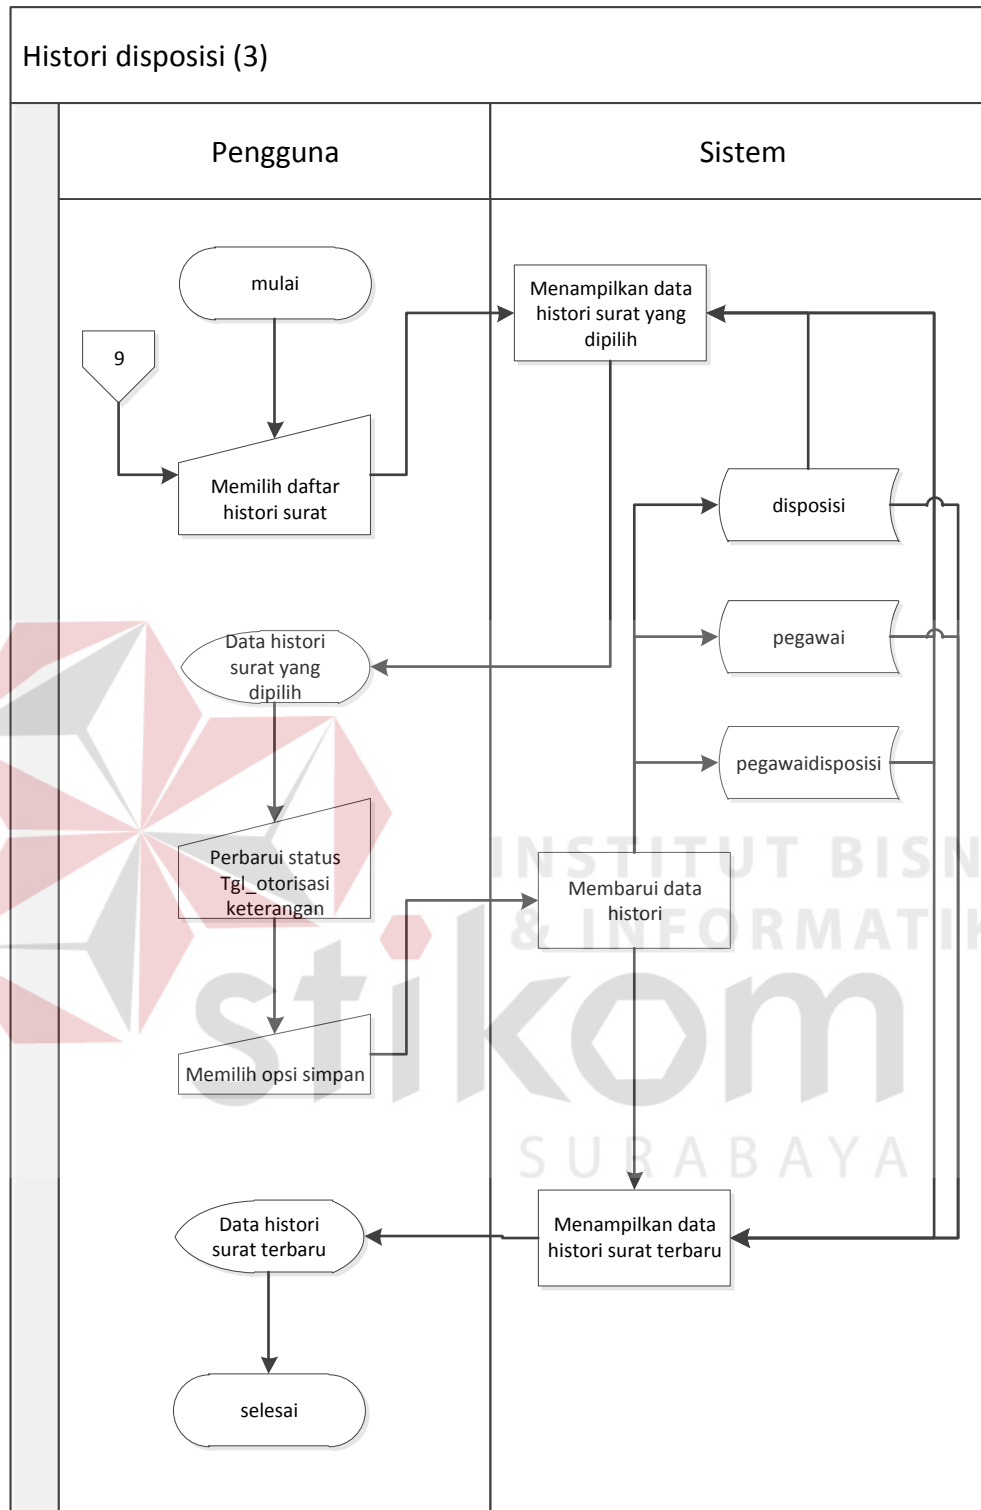 Histori disposisi (3)
Pengguna
Sistem
mulai
Menampilkan data
histori surat yang
dipilih
9
Memilih daftar
histori surat
disposisi
Data histori
surat yang
dipilih
pegawai
pegawaidisposisi
Perbarui status
Tgl_otorisasi
keterangan
Membarui data
histori
INSTITUT BISN
& INFORMATIK
stikom
SURABAYA
Memilih opsi simpan
Data histori
surat terbaru
Menampilkan data
histori surat terbaru
selesai